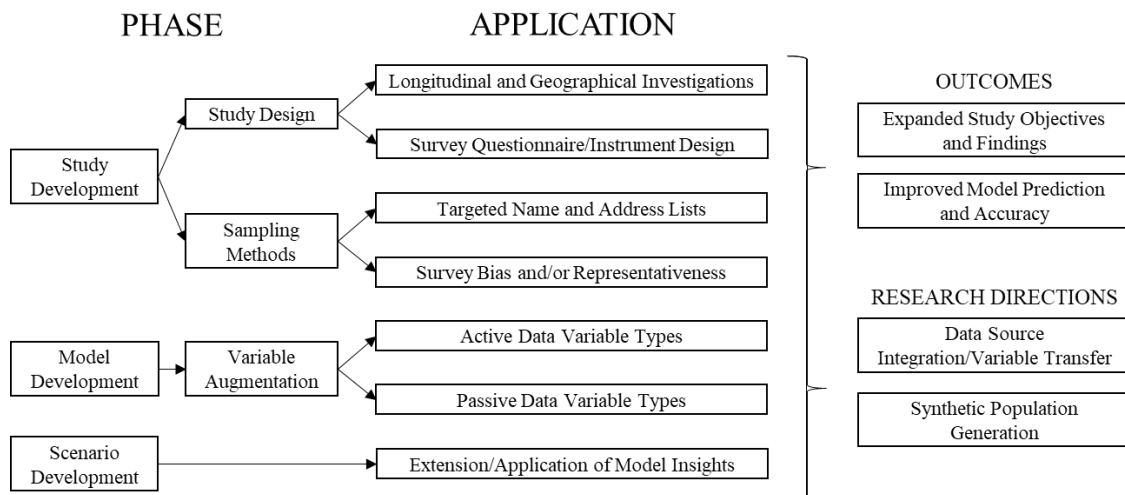 PHASE
APPLICATION
Study
Development
Study Design
Sampling
Methods
Longitudinal and Geographical Investigations
Survey Questionnaire/Instrument Design
Targeted Name and Address Lists
Survey Bias and/or Representativeness
Model
Development
Variable
Augmentation
Active Data Variable Types
Passive Data Variable Types
Scenario
Development
Extension/Application of Model Insights
OUTCOMES
Expanded Study Objectives
and Findings
Improved Model Prediction
and Accuracy
RESEARCH DIRECTIONS
Data Source
Integration/Variable Transfer
Synthetic Population
Generation